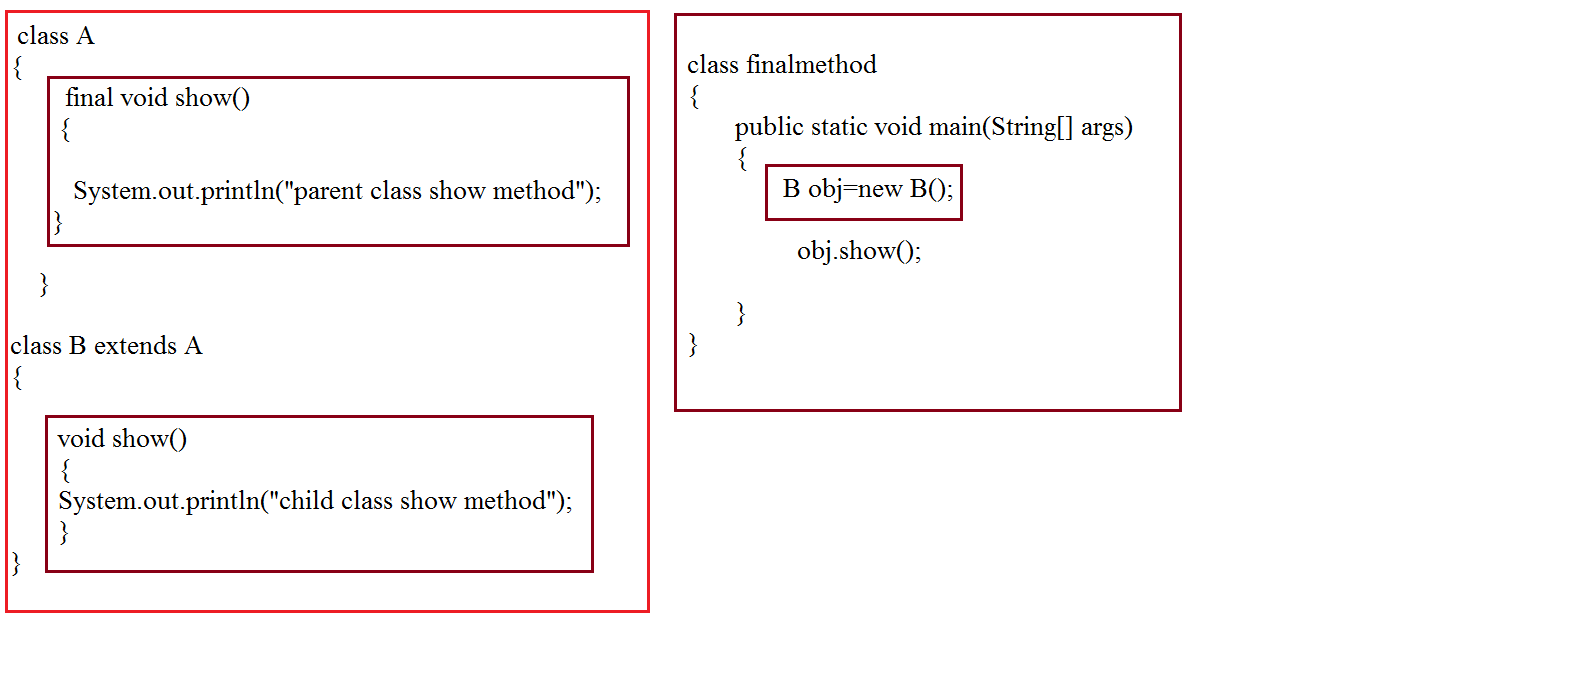 class A
{
final void show()
{
System.out.println("parent class show method");
}
}
class B extends A
{
void show()
{
System.out.println("child class show method");
}
}
class finalmethod
{
public static void main(String[] args)
{
B obj=new B();
obj.show();
}
}